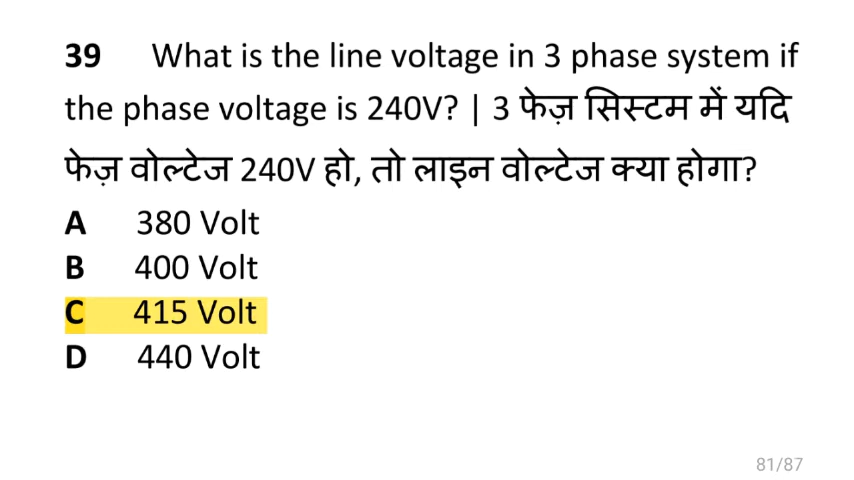 39 What is the line voltage in 3 phase system if
the phase voltage is 240V? | 3 फेज़ सिस्टम में यदि
फेज़ वोल्टेज 240V हो, तो लाइन वोल्टेज क्या होगा?
A 380 Volt
B 400 Volt
C 415 Volt
D 440 Volt
81/87